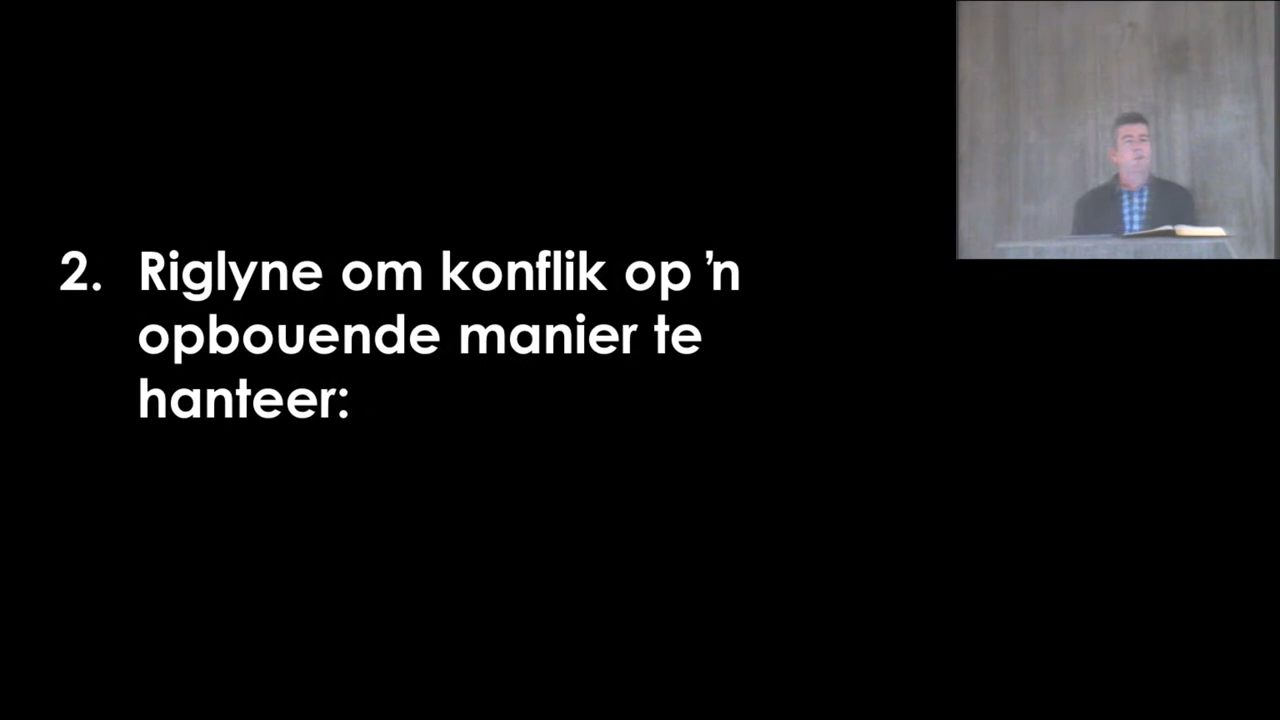 2. Riglyne om konflik op ’n
opbouende manier te
hanteer: